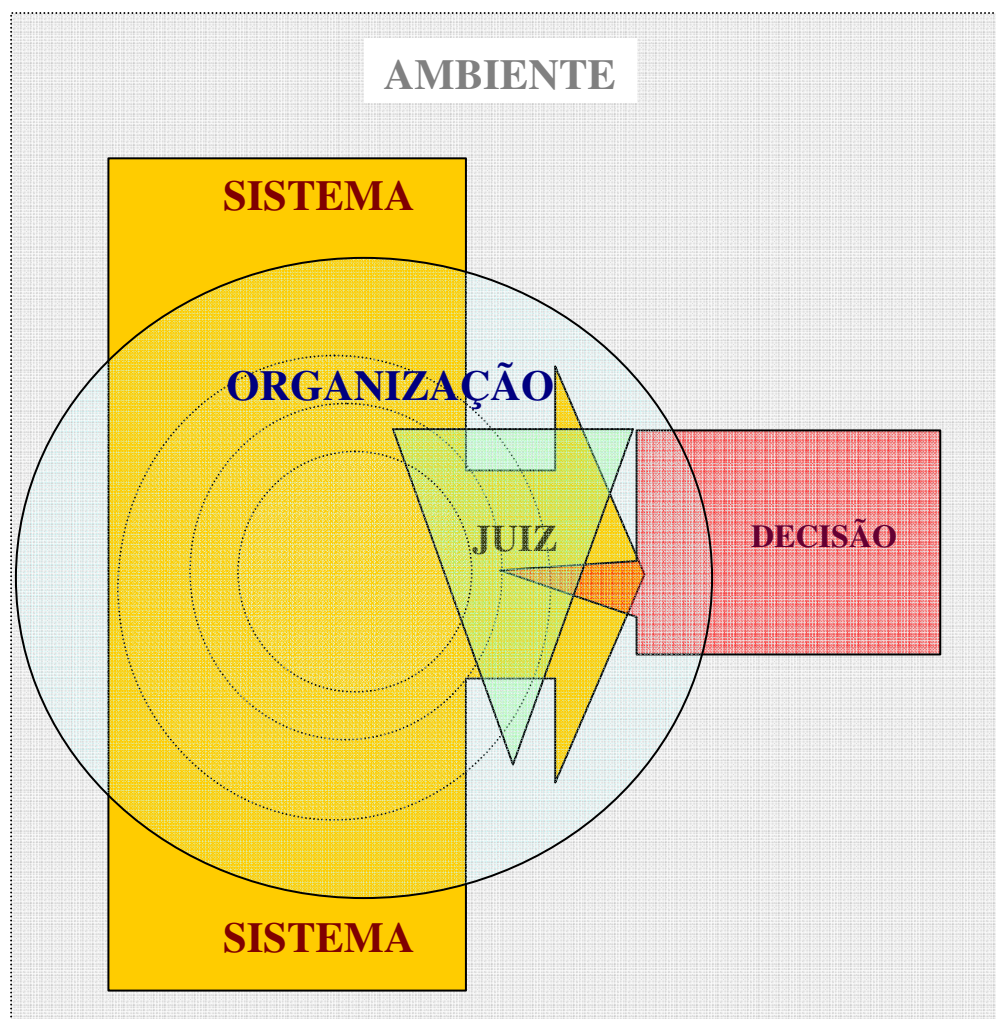 AMBIENTE
SISTEMA
ORGANIZAÇÃO
JUIZ
DECISÃO
SISTEMA